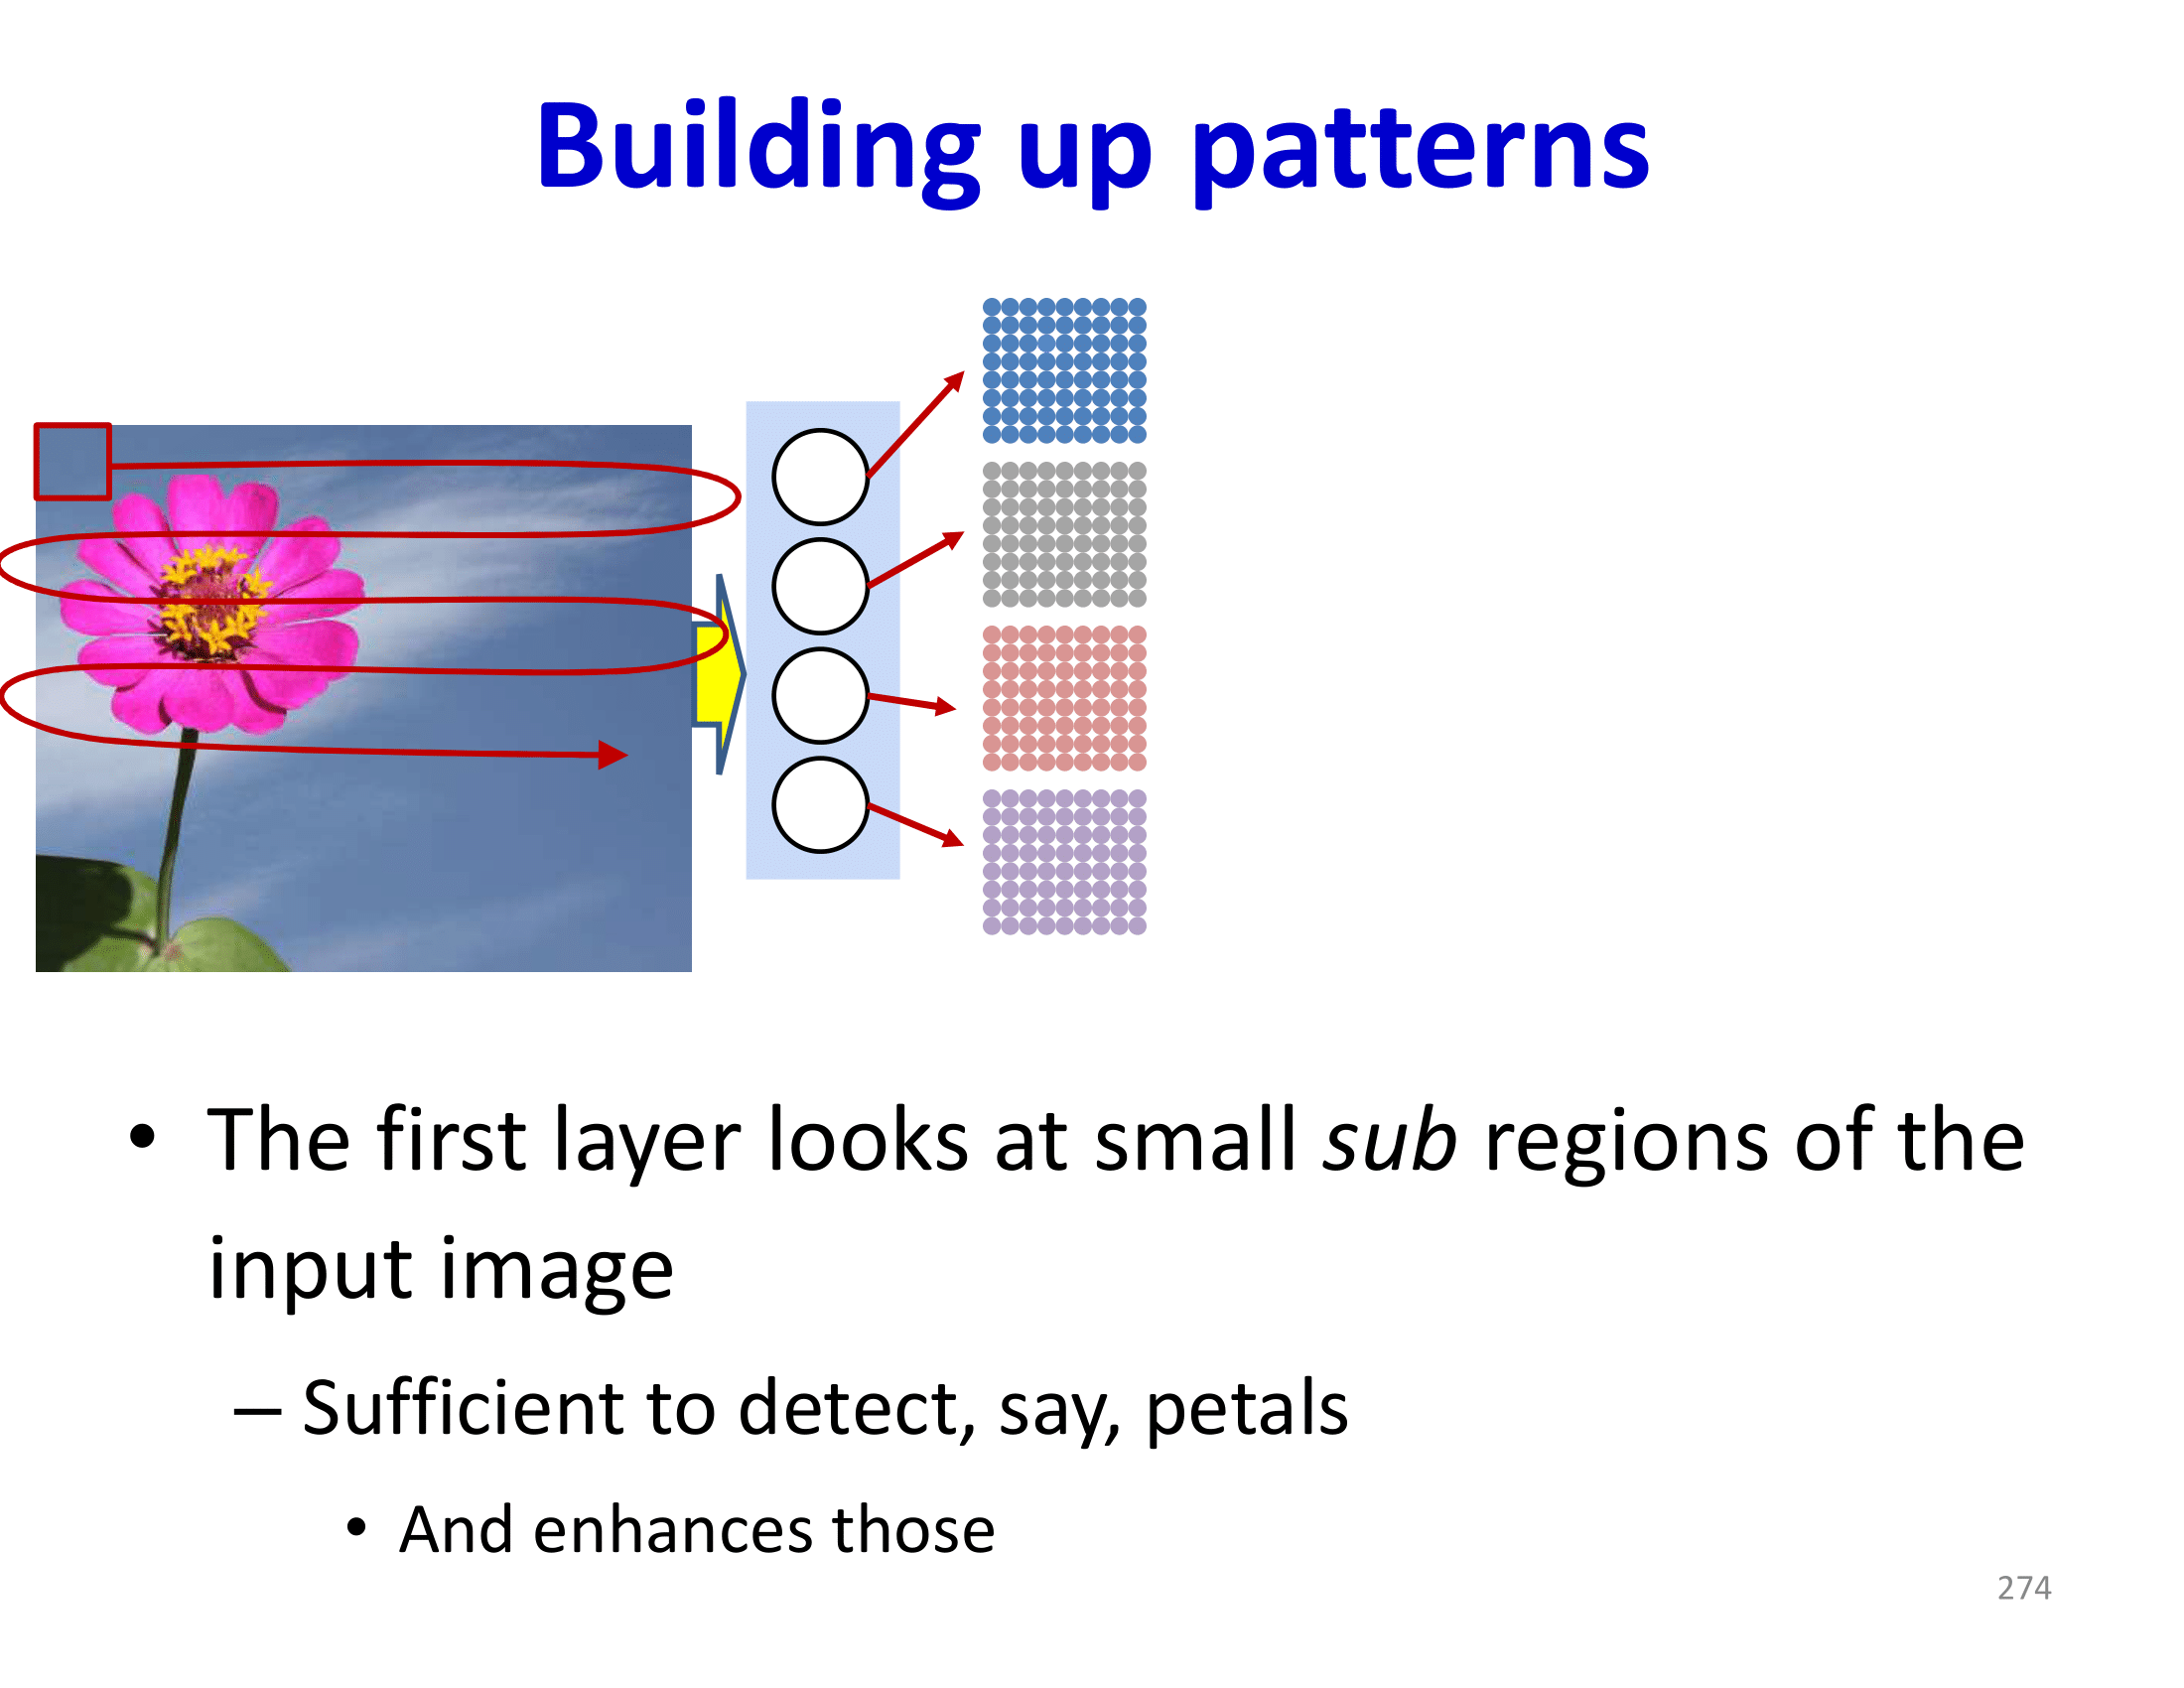 Building up patterns
• The first layer looks at small sub regions of the
input image
– Sufficient to detect, say, petals
• And enhances those
274